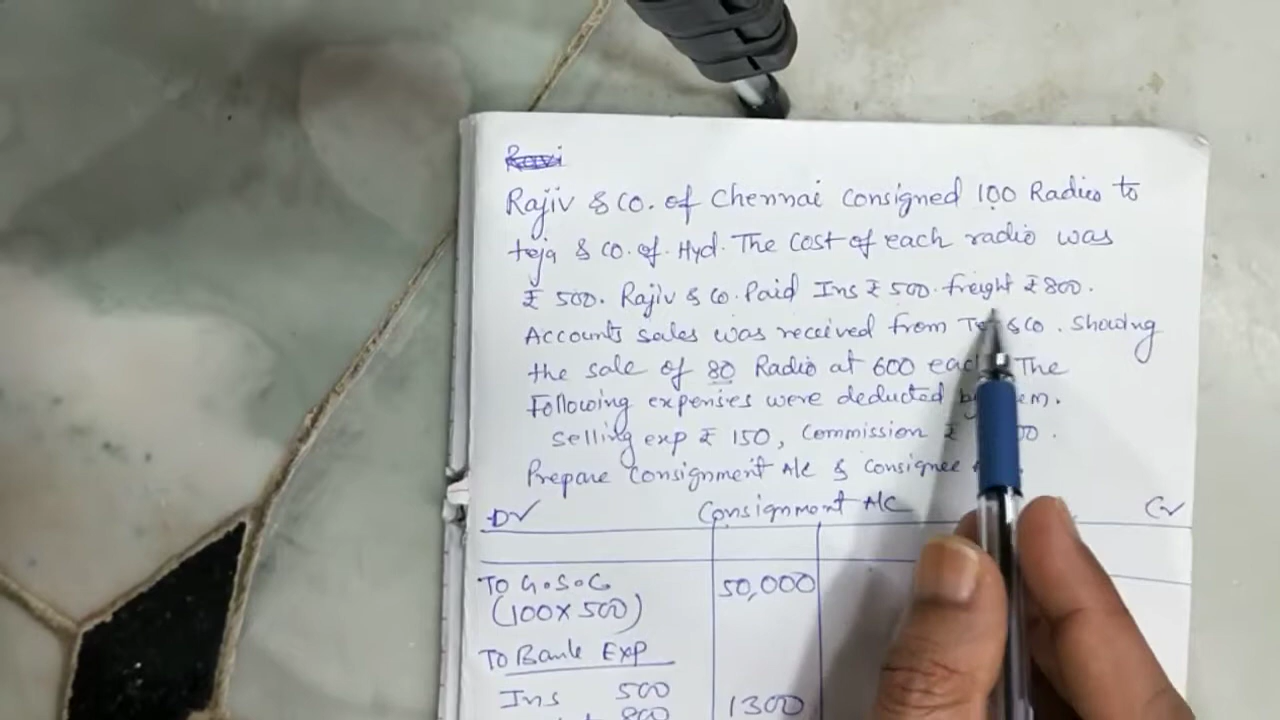 Rajiv & Co. of Chennai Consigned 100 Radios to
teja & Co. of. Hyd. The Cost of each radio was
₹ 500. Rajiv & Co. Paid Ins ₹ 500. freight ₹ 800.
Accounts sales was received from & Co. Showing
the sale of 80 Radio at 600 The
Following expenses were deducted
Selling exp ₹ 150, Commission ₹
Prepare Consignment A/c & Consignee
Dr Consignment A/C Cr
To G.S.C 50,000
(100 x 500)
To Bank Exp
Ins 500 1300
800